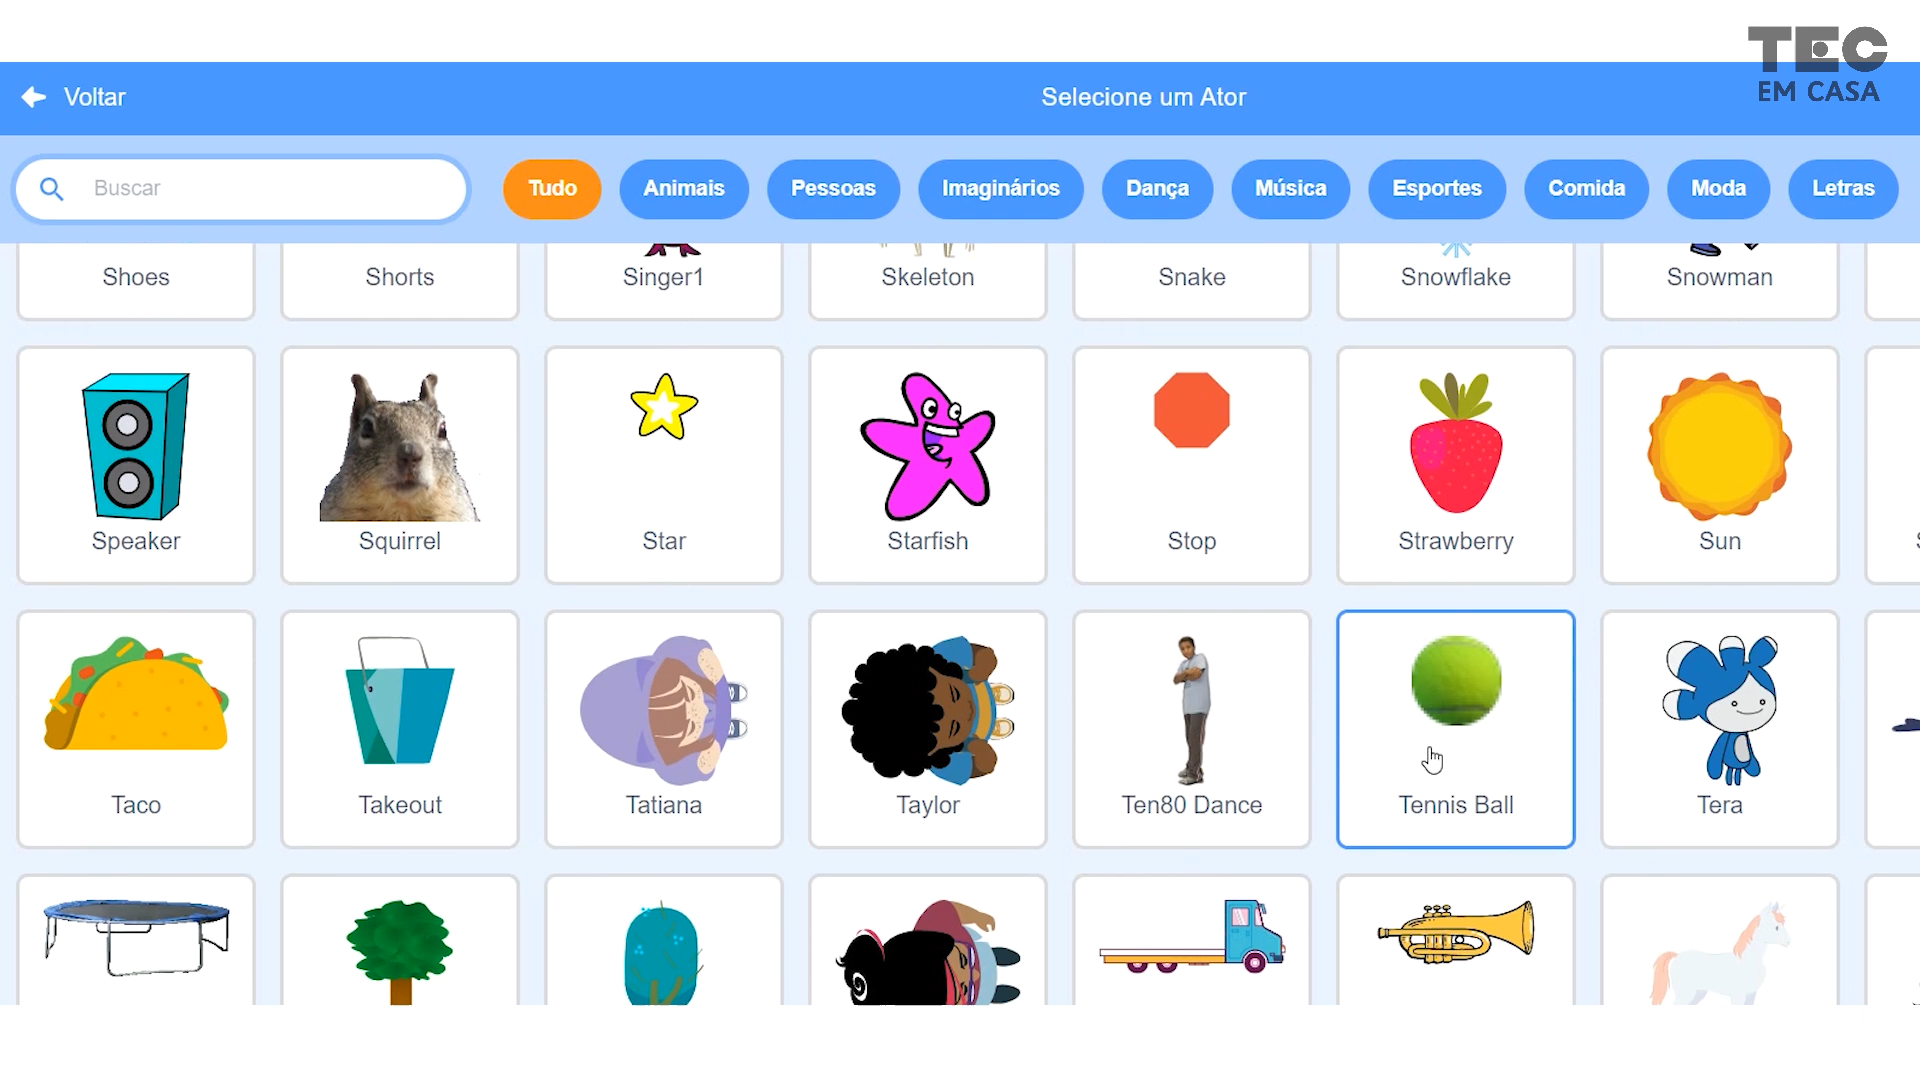 TEC
EM CASA
Voltar
Selecione um Ator
Buscar
Tudo
Animais
Pessoas
Imaginários
Dança
Música
Esportes
Comida
Moda
Letras
Shoes
Shorts
Singer1
Skeleton
Snake
Snowflake
Snowman
Speaker
Squirrel
Star
Starfish
Stop
Strawberry
Sun
Taco
Takeout
Tatiana
Taylor
Ten80 Dance
Tennis Ball
Tera